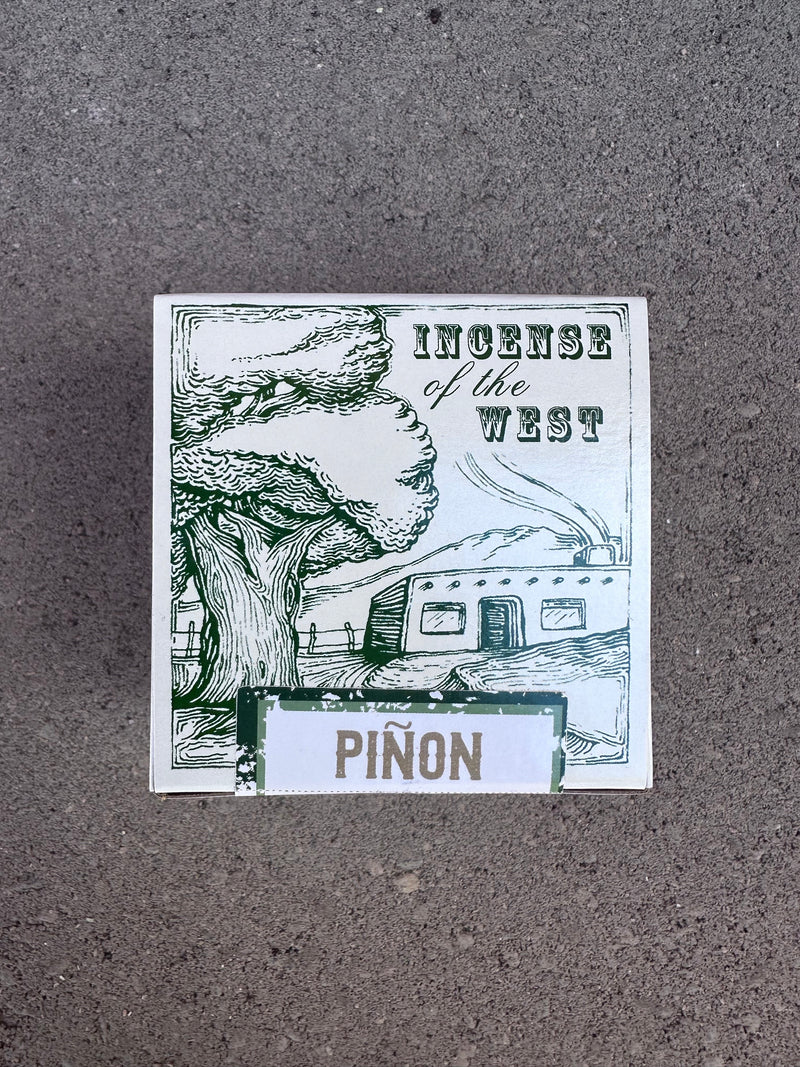 INCENSE
of the
WEST
PIÑON